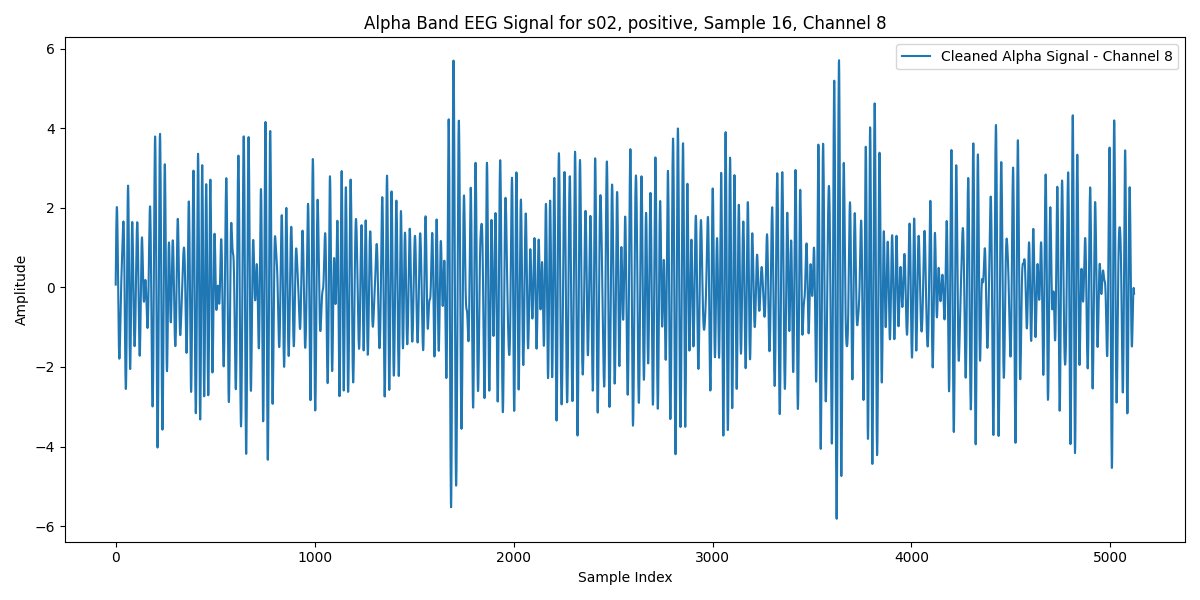 Alpha Band EEG Signal for s02, positive, Sample 16, Channel 8
Cleaned Alpha Signal - Channel 8
Amplitude
6
4
2
0
−2
−4
−6
0 1000 2000 3000 4000 5000
Sample Index